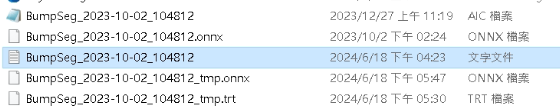 BumpSeg_2023-10-02_104812 2023/12/27 上午 11:19 AIC 檔案
BumpSeg_2023-10-02_104812.onnx 2023/10/2 下午 02:24 ONNX 檔案
BumpSeg_2023-10-02_104812 2024/6/18 下午 04:23 文字文件
BumpSeg_2023-10-02_104812_tmp.onnx 2024/6/18 下午 05:47 ONNX 檔案
BumpSeg_2023-10-02_104812_tmp.trt 2024/6/18 下午 05:30 TRT 檔案